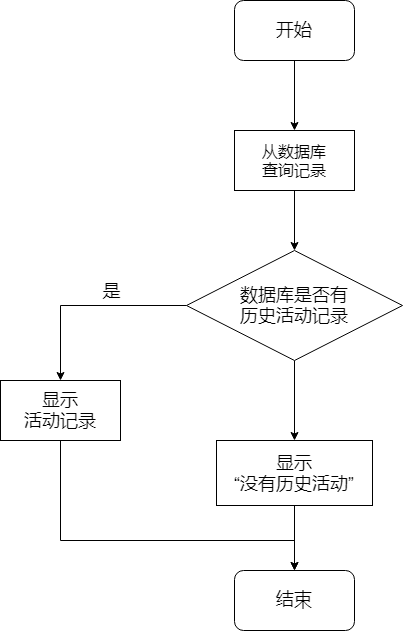 开始
从数据库
查询记录
数据库是否有
历史活动记录
是
显示
活动记录
显示
“没有历史活动”
结束